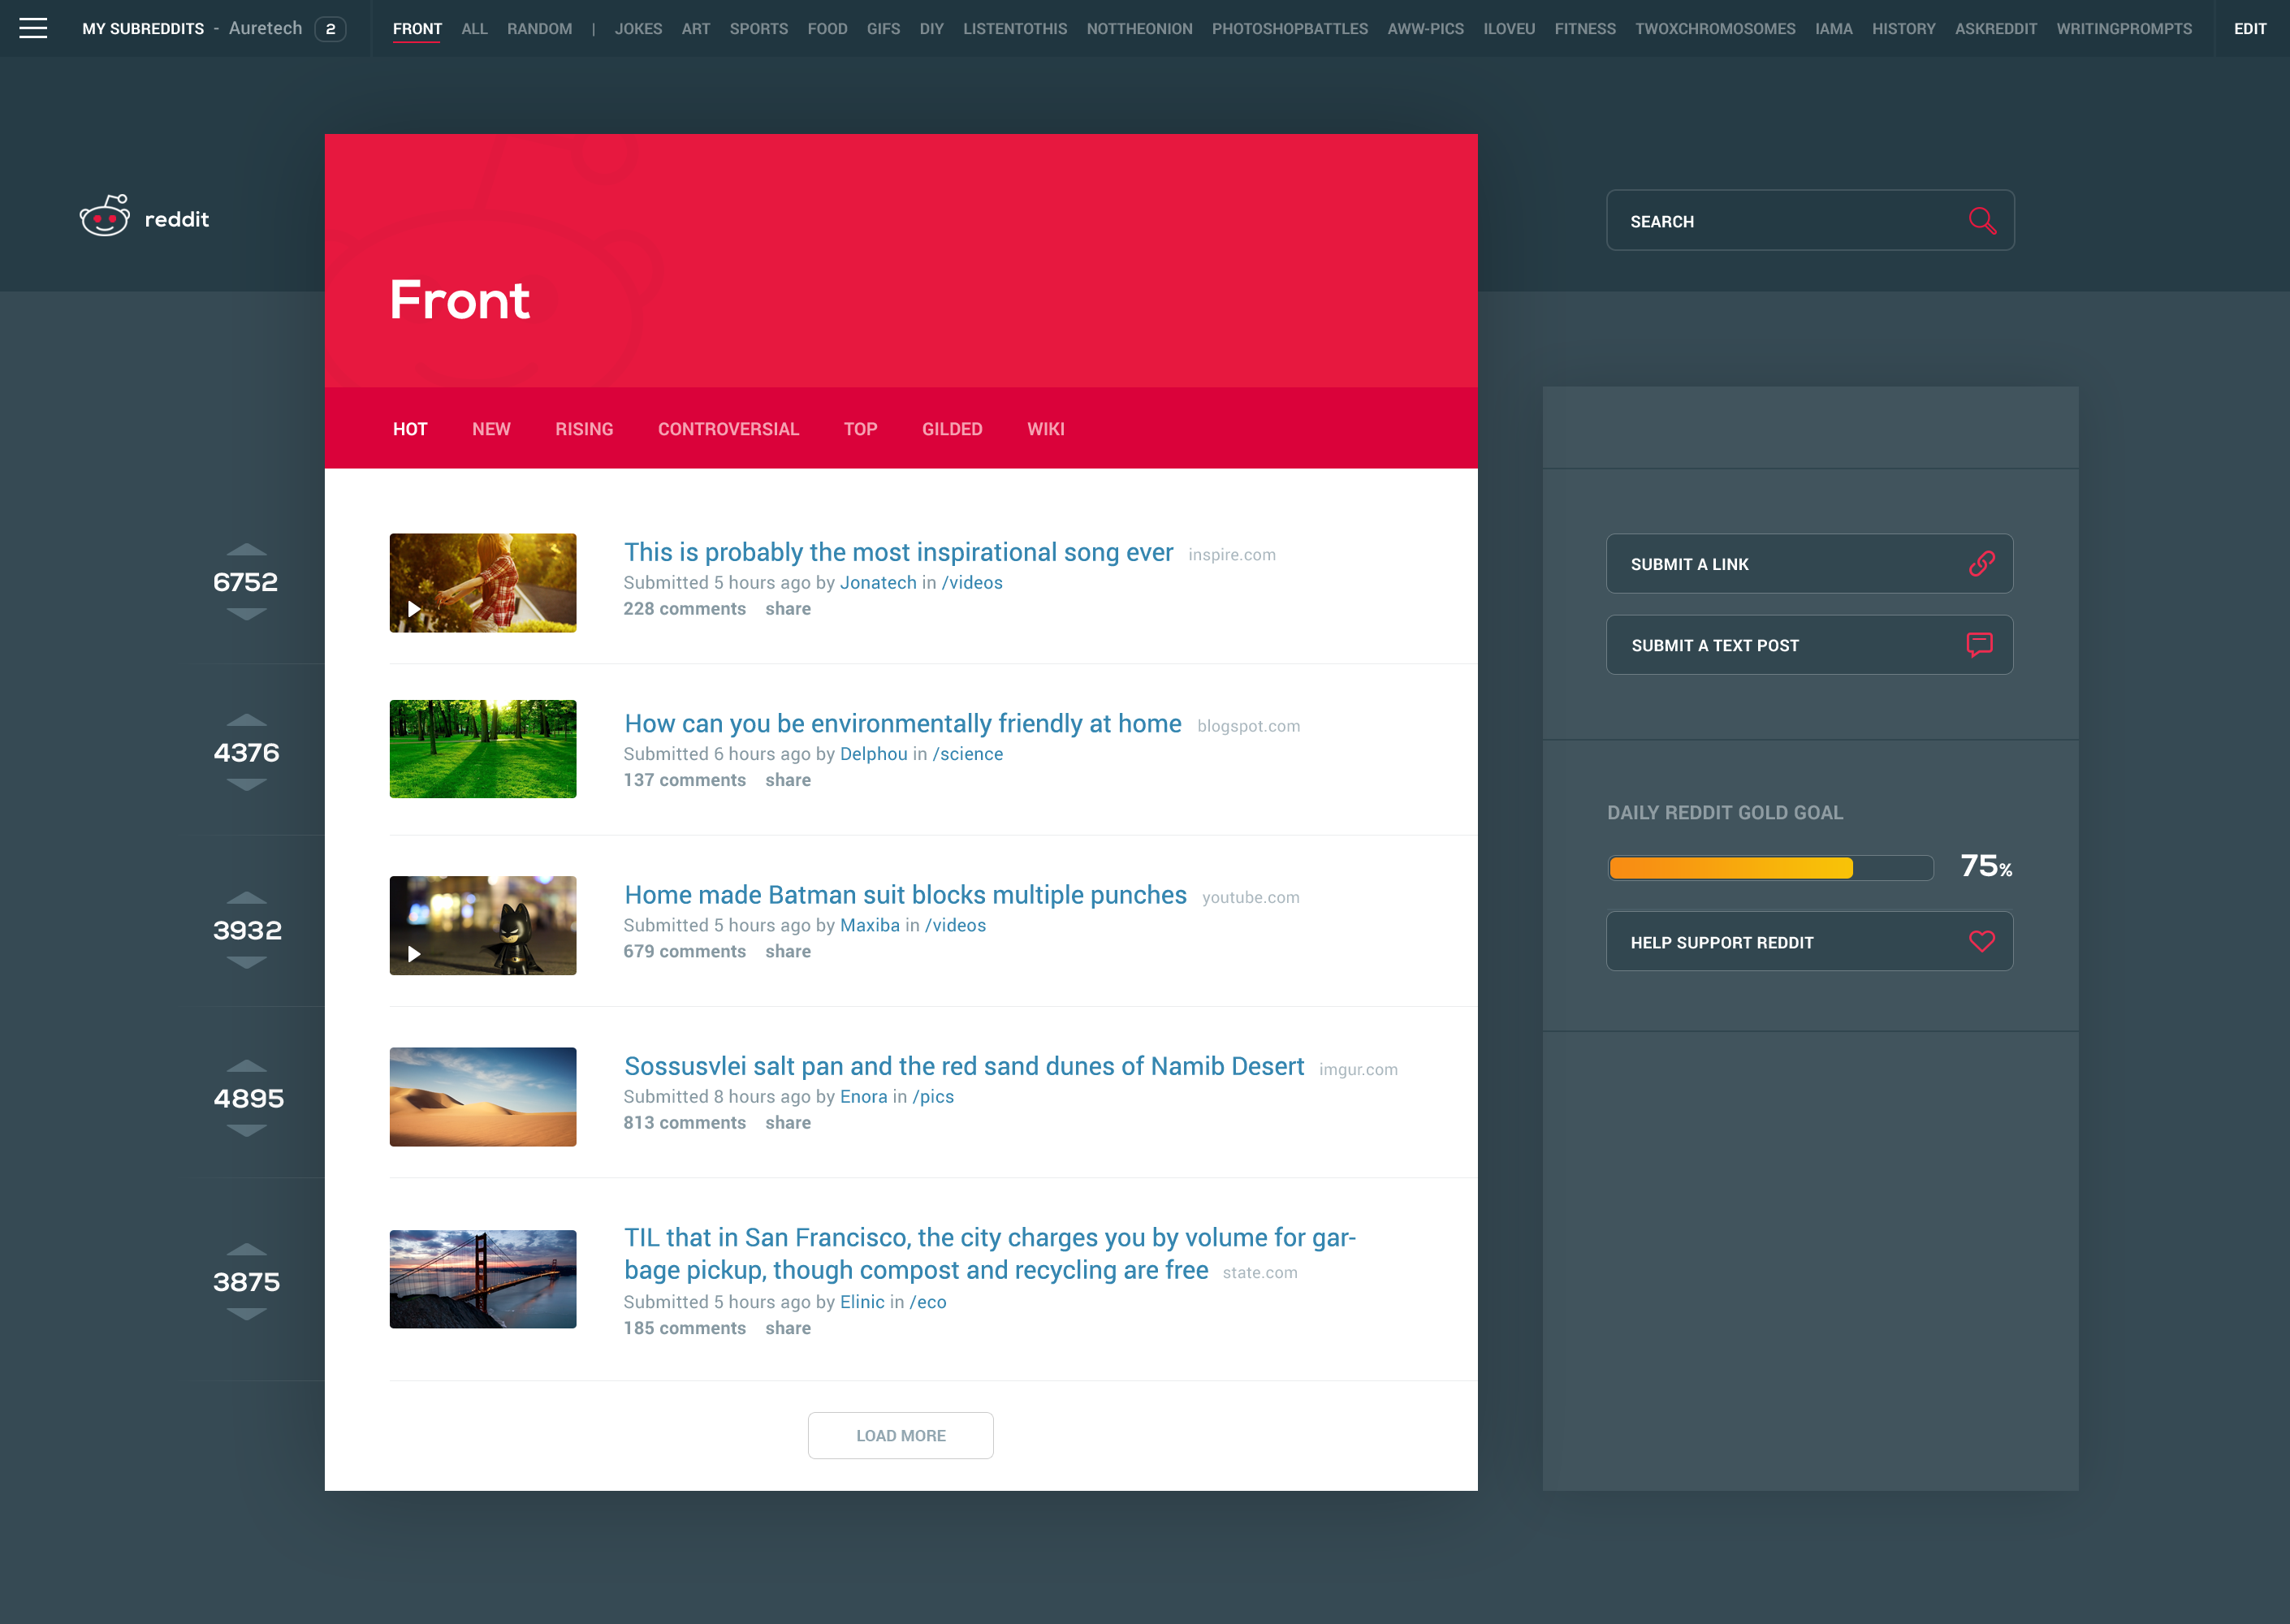 MY SUBREDDITS - Auretech 2 FRONT ALL RANDOM | JOKES ART SPORTS FOOD GIFS DIY LISTENTOTHIS NOTTHEONION PHOTOSHOPBATTLES AWW-PICS ILOVEU FITNESS TWOXCHROMOSOMES IAMA HISTORY ASKREDDIT WRITINGPROMPTS EDIT
reddit
SEARCH
Front
HOT NEW RISING CONTROVERSIAL TOP GILDED WIKI
6752
This is probably the most inspirational song ever inspire.com
Submitted 5 hours ago by Jonatech in /videos
228 comments share
4376
How can you be environmentally friendly at home blogspot.com
Submitted 6 hours ago by Delphou in /science
137 comments share
3932
Home made Batman suit blocks multiple punches youtube.com
Submitted 5 hours ago by Maxiba in /videos
679 comments share
4895
Sossusvlei salt pan and the red sand dunes of Namib Desert imgur.com
Submitted 8 hours ago by Enora in /pics
813 comments share
3875
TIL that in San Francisco, the city charges you by volume for gar-
bage pickup, though compost and recycling are free state.com
Submitted 5 hours ago by Elinic in /eco
185 comments share
LOAD MORE
SUBMIT A LINK
SUBMIT A TEXT POST
DAILY REDDIT GOLD GOAL
75%
HELP SUPPORT REDDIT